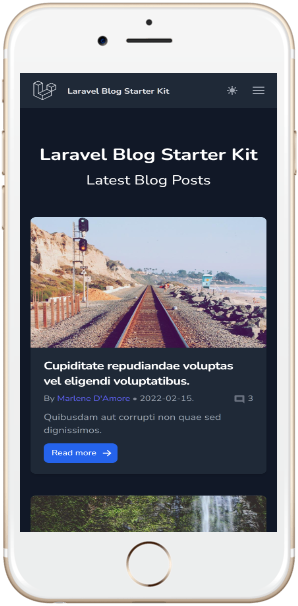 Laravel Blog Starter Kit
Laravel Blog Starter Kit
Latest Blog Posts
Cupiditate repudiandae voluptas
vel eligendi voluptatibus.
By Marlene D'Amore • 2022-02-15. 3
Quibusdam aut corrupti non quae sed
dignissimos.
Read more →